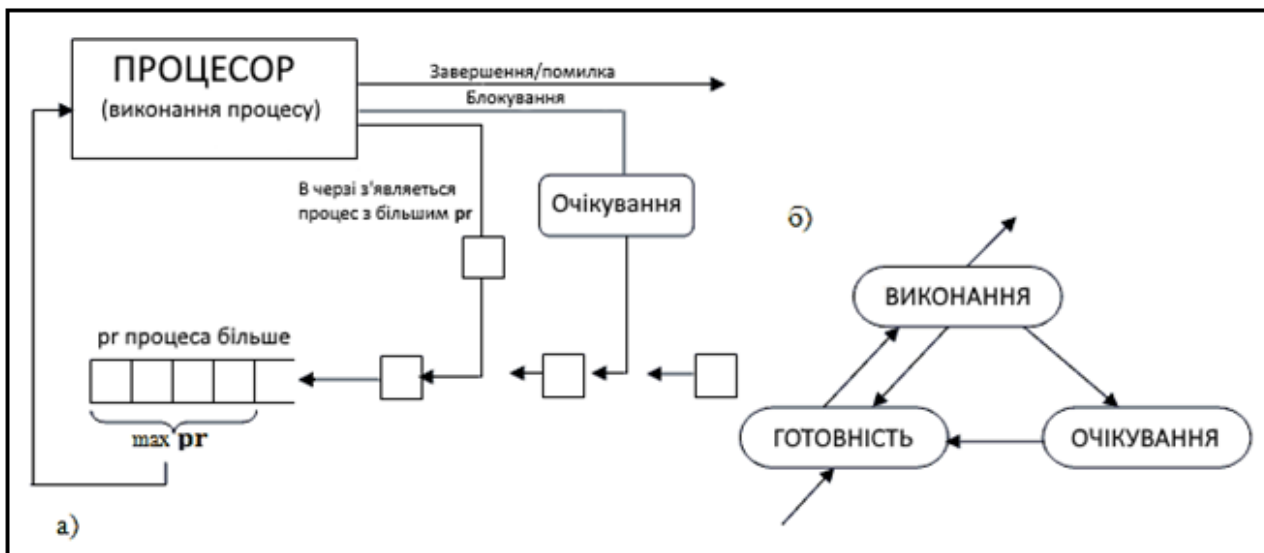 ПРОЦЕСОР
(виконання процесу)
Завершення/помилка
Блокування
В черзі з'являеться
процес з більшим pr
Очікування
pr процеса більше
max pr
а)
б)
ВИКОНАННЯ
ГОТОВНІСТЬ
ОЧІКУВАННЯ